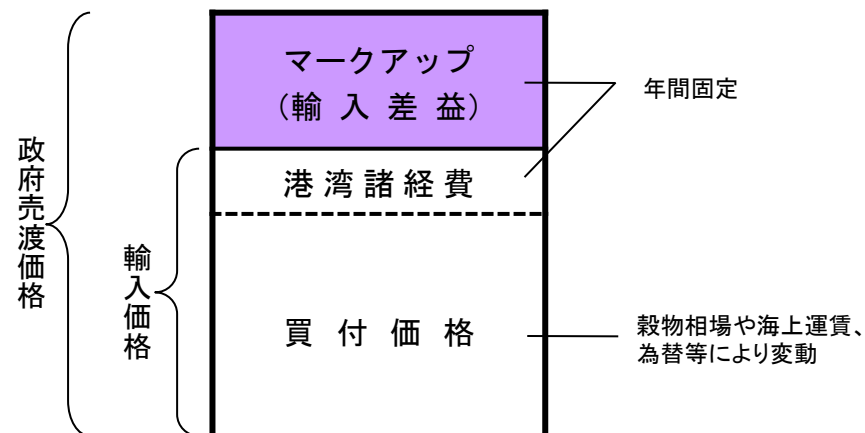 マークアップ
（輸入差益）
年間固定
港湾諸経費
政府売渡価格
輸入価格
買付価格
穀物相場や海上運賃、
為替等により変動